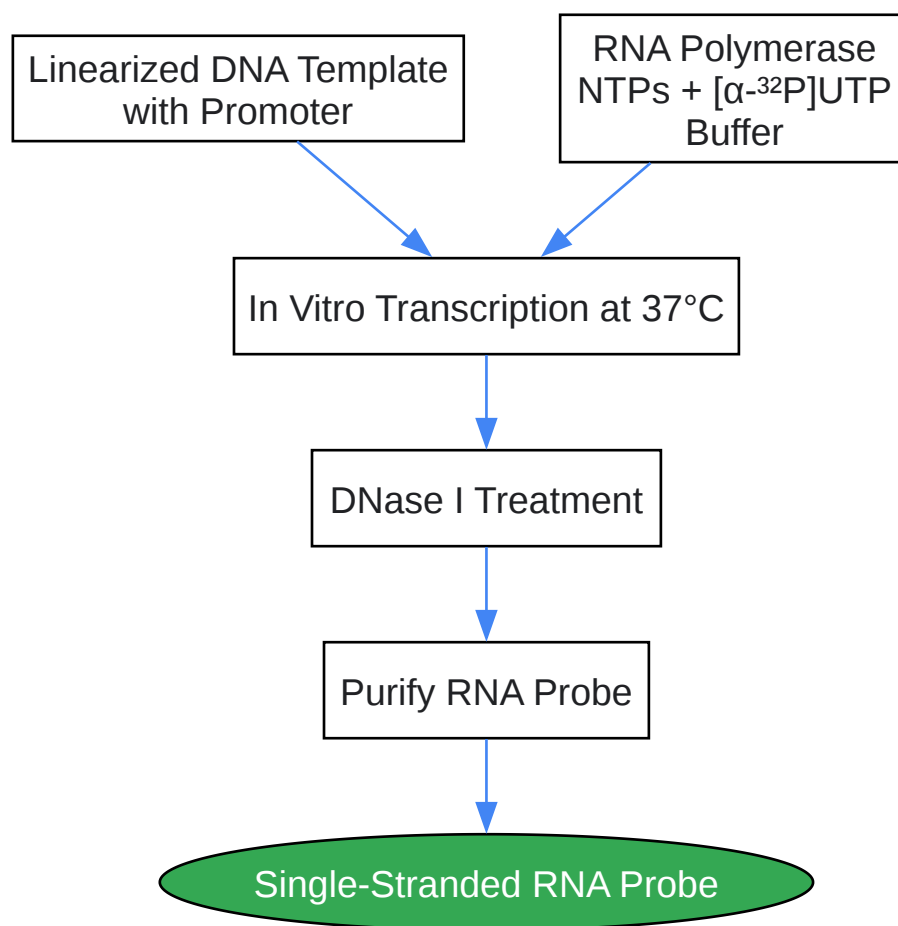 Linearized DNA Template
with Promoter
RNA Polymerase
NTPs + [α-³²P]UTP
Buffer
In Vitro Transcription at 37°C
DNase I Treatment
Purify RNA Probe
Single-Stranded RNA Probe